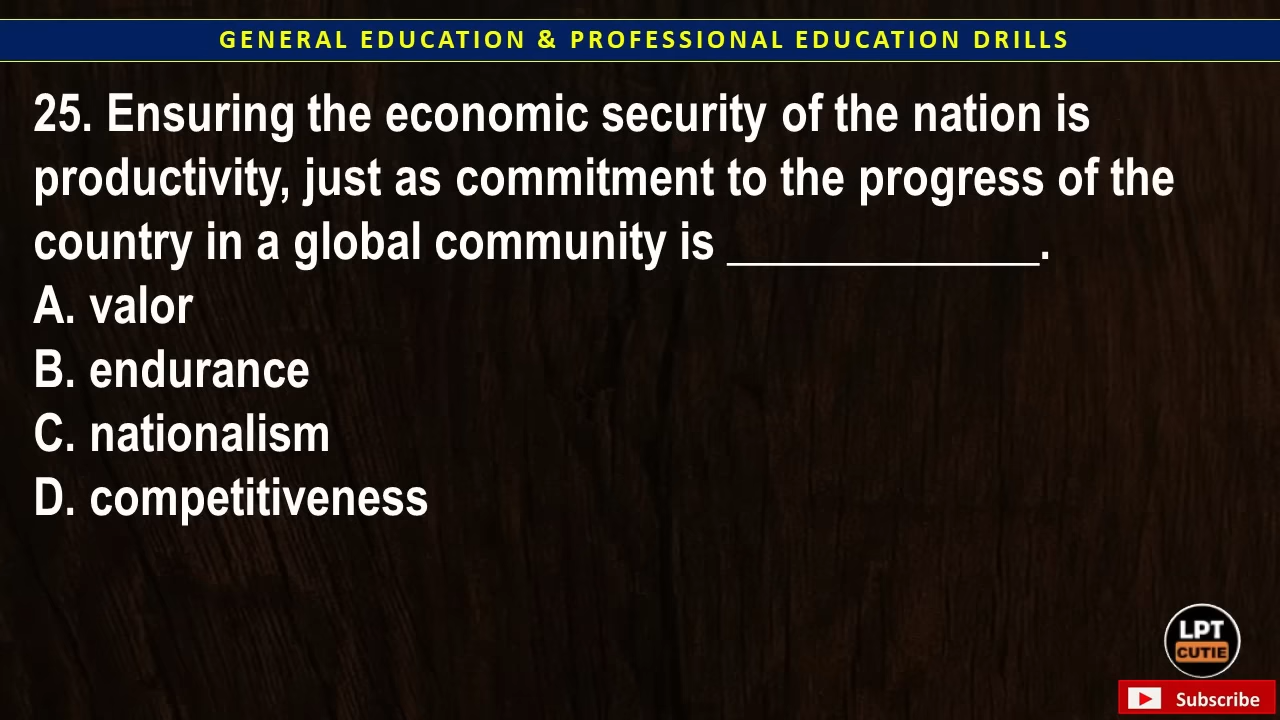 GENERAL EDUCATION & PROFESSIONAL EDUCATION DRILLS
25. Ensuring the economic security of the nation is
productivity, just as commitment to the progress of the
country in a global community is ______________.
A. valor
B. endurance
C. nationalism
D. competitiveness
LPT
CUTIE
Subscribe